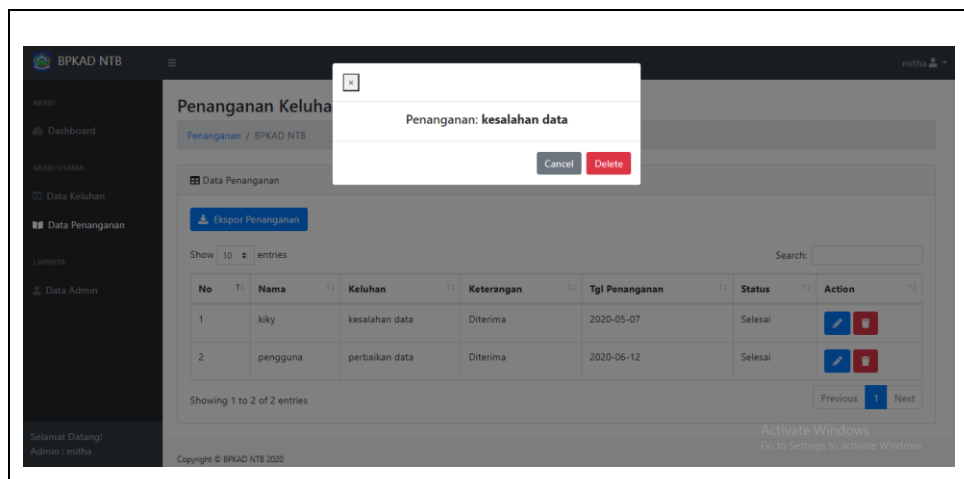 BPKAD NTB
mitha
×
Penanganan: kesalahan data
Cancel Delete
MENU
Dashboard
MENU UTAMA
Data Keluhan
Data Penanganan
LAINNYA
Data Admin
Selamat Datang!
Admin : mitha
Penanganan Keluha
Penanganan / BPKAD NTB
Data Penanganan
Ekspor Penanganan
Show 10 entries
Search:
No Nama Keluhan Keterangan Tgl Penanganan Status Action
1 kiky kesalahan data Diterima 2020-05-07 Selesai
2 pengguna perbaikan data Diterima 2020-06-12 Selesai
Showing 1 to 2 of 2 entries
Previous 1 Next
Activate Windows
Go to Settings to activate Windows.
Copyright © BPKAD NTB 2020